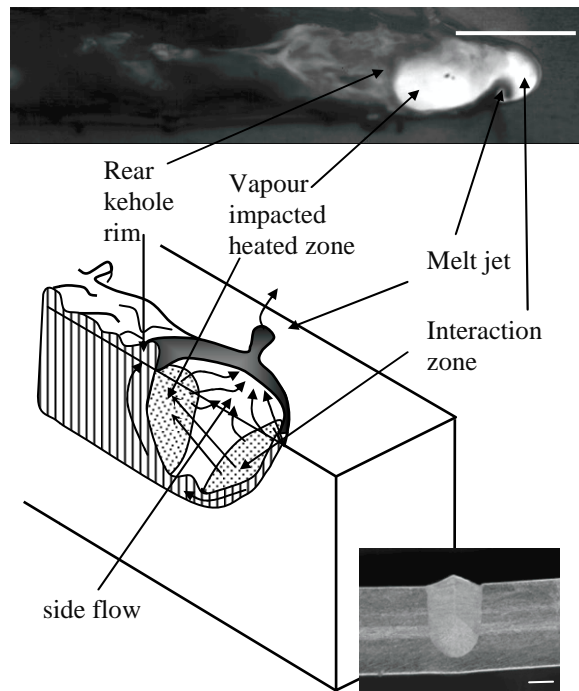 Rear
kehole
rim
Vapour
impacted
heated zone
Melt jet
Interaction
zone
side flow